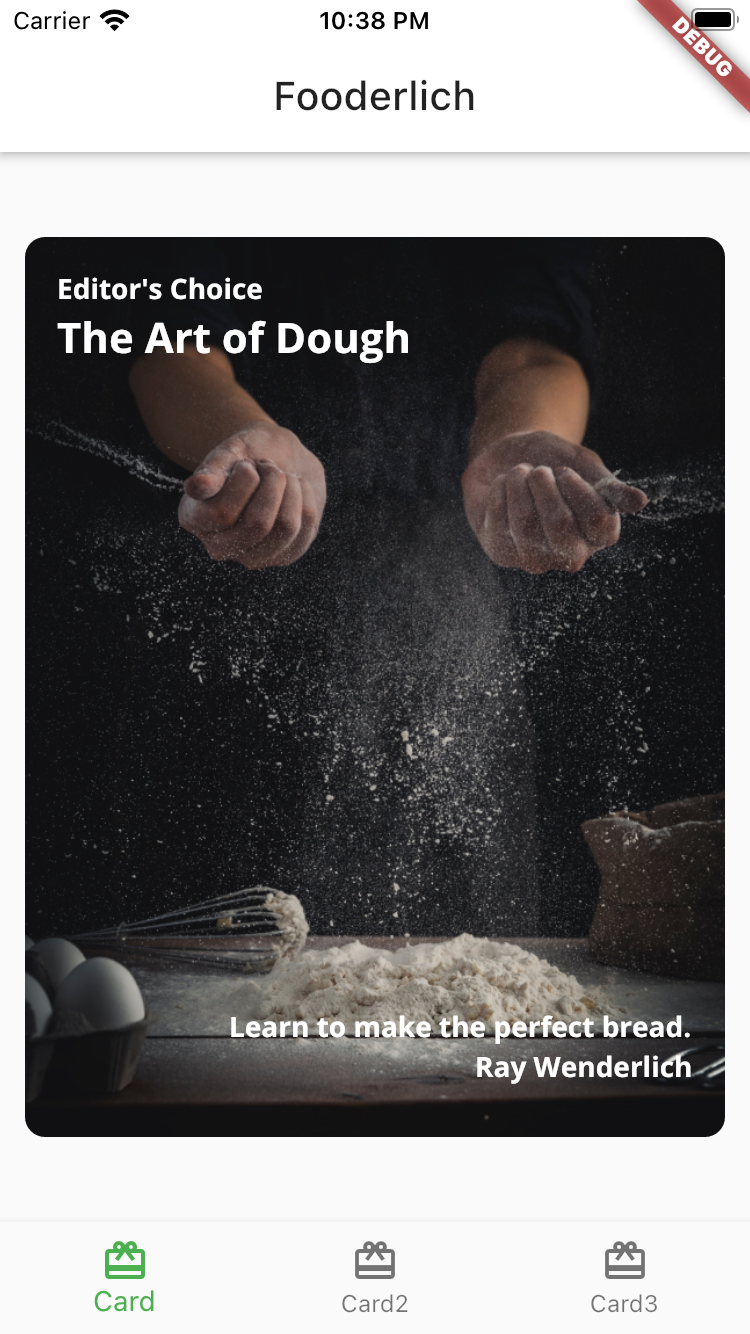 Carrier 10:38 PM
DEBUG
Fooderlich
Editor's Choice
The Art of Dough
Learn to make the perfect bread.
Ray Wenderlich
Card Card2 Card3